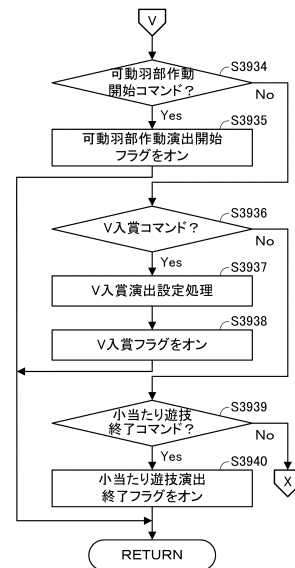 V
可動羽部作動
開始コマンド？
S3934
No
Yes
S3935
可動羽部作動演出開始
フラグをオン
S3936
V入賞コマンド？
No
Yes
S3937
V入賞演出設定処理
S3938
V入賞フラグをオン
S3939
小当たり遊技
終了コマンド？
No
Yes
S3940
小当たり遊技演出
終了フラグをオン
X
RETURN